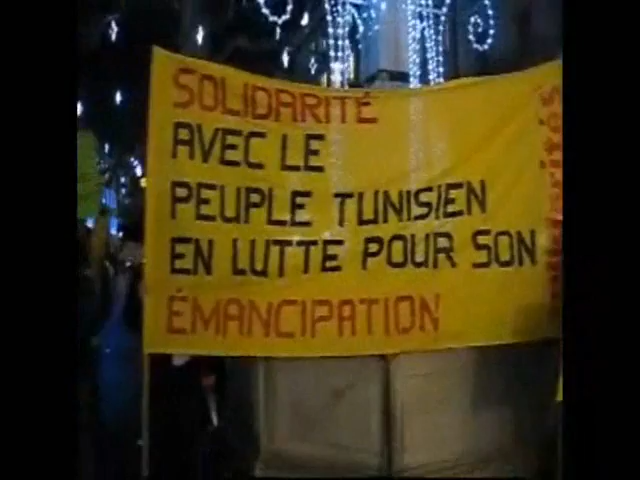 SOLIDARITÉ
AVEC LE
PEUPLE TUNISIEN
EN LUTTE POUR SON
ÉMANCIPATION